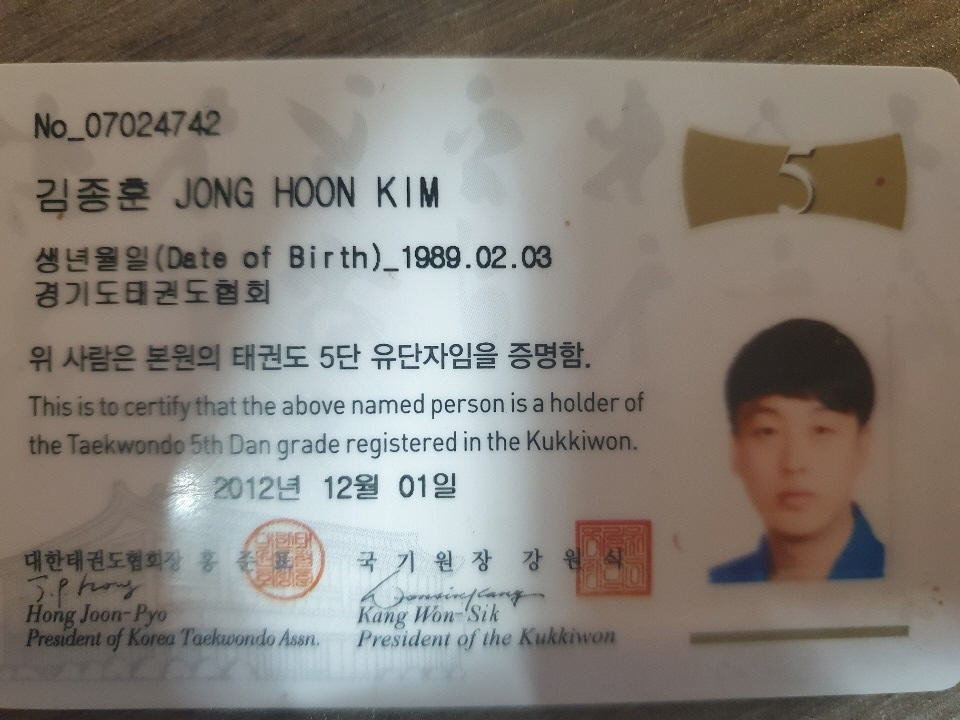 No_07024742
5
김종훈 JONG HOON KIM
생년월일(Date of Birth)_1989.02.03
경기도태권도협회
위 사람은 본원의 태권도 5단 유단자임을 증명함.
This is to certify that the above named person is a holder of
the Taekwondo 5th Dan grade registered in the Kukkiwon.
2012년 12월 01일
대한태권도협회장 홍 준 표
국 기 원 장 강 원 식
Hong Joon-Pyo
Kang Won-Sik
President of Korea Taekwondo Assn.
President of the Kukkiwon